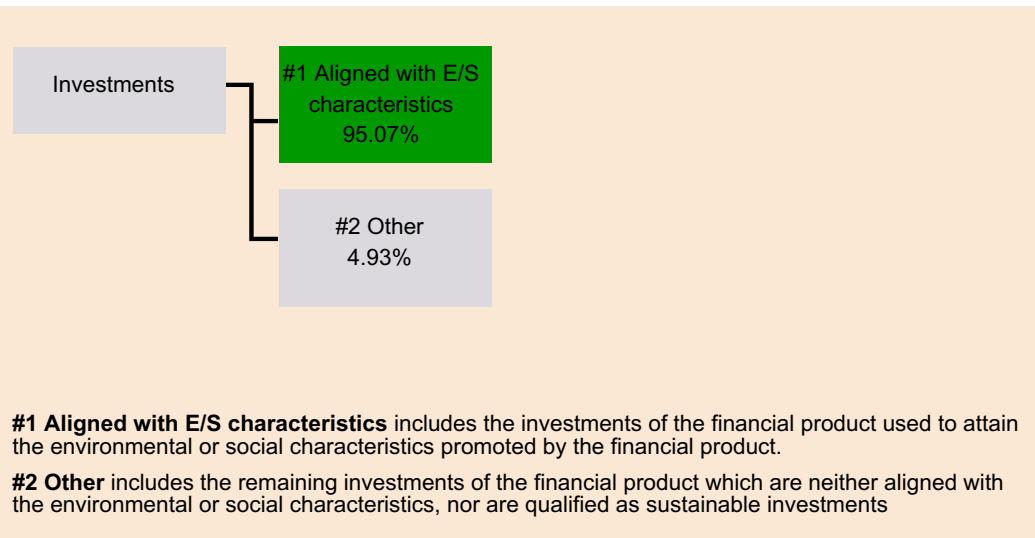 Investments
#1 Aligned with E/S
characteristics
95.07%
#2 Other
4.93%
#1 Aligned with E/S characteristics includes the investments of the financial product used to attain
the environmental or social characteristics promoted by the financial product.
#2 Other includes the remaining investments of the financial product which are neither aligned with
the environmental or social characteristics, nor are qualified as sustainable investments